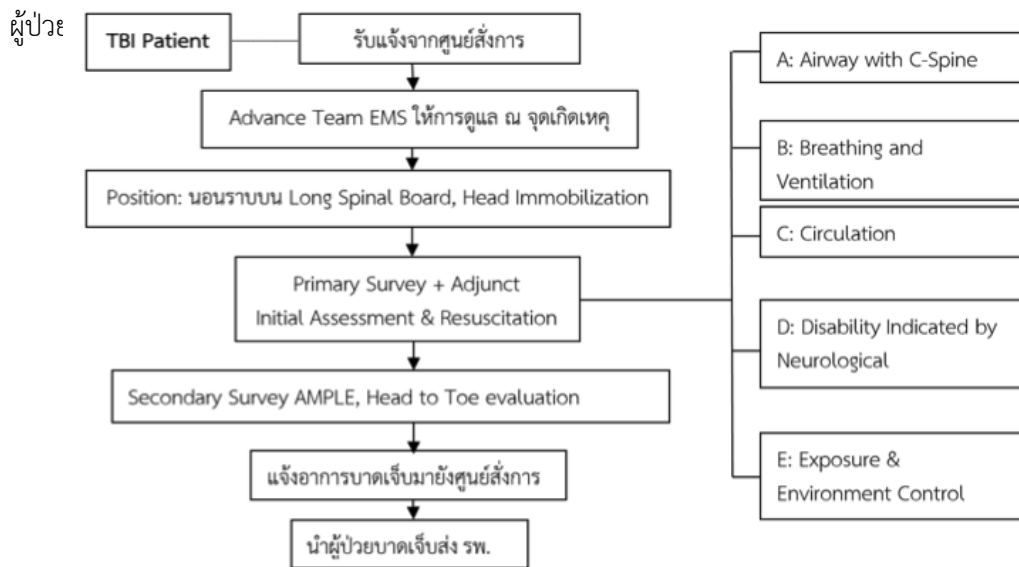 TBI Patient
รับแจ้งจากศูนย์สั่งการ
Advance Team EMS ให้การดูแล ณ จุดเกิดเหตุ
Position: นอนราบบน Long Spinal Board, Head Immobilization
Primary Survey + Adjunct
Initial Assessment & Resuscitation
Secondary Survey AMPLE, Head to Toe evaluation
แจ้งอาการบาดเจ็บมายังศูนย์สั่งการ
นำผู้ป่วยบาดเจ็บส่ง รพ.
A: Airway with C-Spine
B: Breathing and
Ventilation
C: Circulation
D: Disability Indicated by
Neurological
E: Exposure &
Environment Control